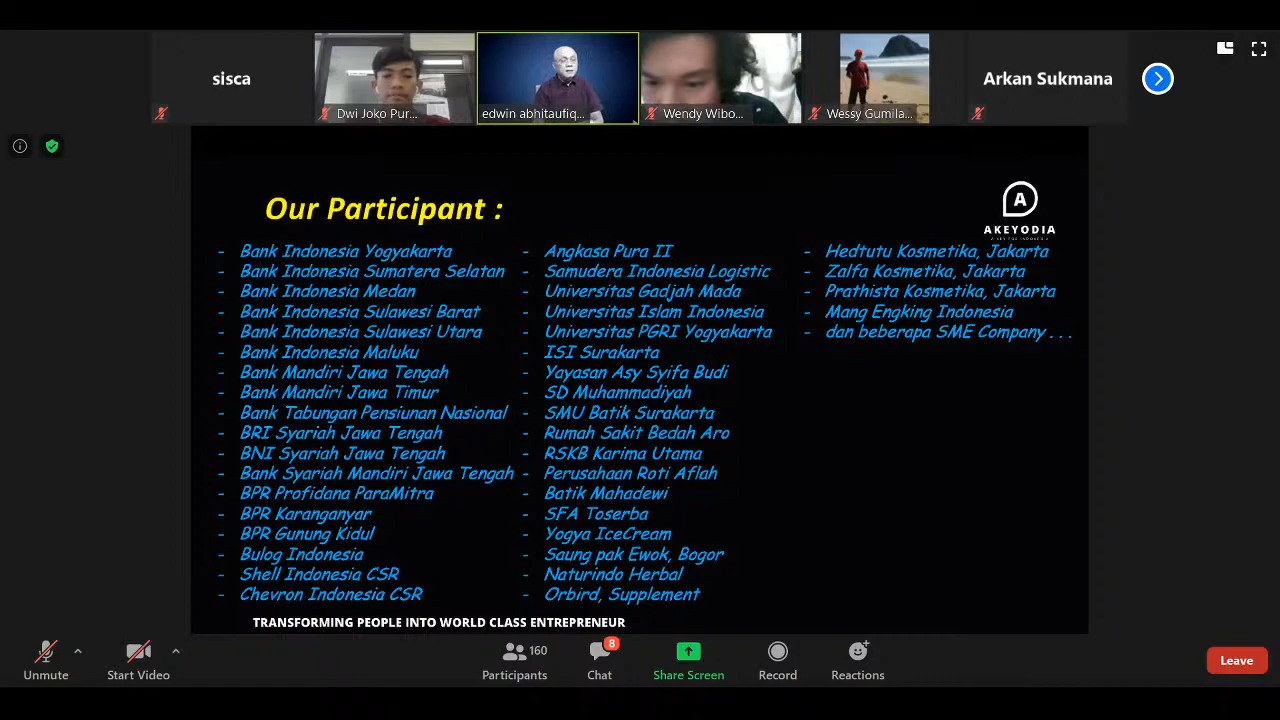 sisca
Dwi Joko Pur...
edwin abhitaufiq...
Wendy Wibo...
Wessy Gumila...
Arkan Sukmana
Our Participant :
A
AKEYODIA
- Bank Indonesia Yogyakarta
- Bank Indonesia Sumatera Selatan
- Bank Indonesia Medan
- Bank Indonesia Sulawesi Barat
- Bank Indonesia Sulawesi Utara
- Bank Indonesia Maluku
- Bank Mandiri Jawa Tengah
- Bank Mandiri Jawa Timur
- Bank Tabungan Pensiunan Nasional
- BRI Syariah Jawa Tengah
- BNI Syariah Jawa Tengah
- Bank Syariah Mandiri Jawa Tengah
- BPR Profidana ParaMitra
- BPR Karanganyar
- BPR Gunung Kidul
- Bulog Indonesia
- Shell Indonesia CSR
- Chevron Indonesia CSR
- Angkasa Pura II
- Samudera Indonesia Logistic
- Universitas Gadjah Mada
- Universitas Islam Indonesia
- Universitas PGRI Yogyakarta
- ISI Surakarta
- Yayasan Asy Syifa Budi
- SD Muhammadiyah
- SMU Batik Surakarta
- Rumah Sakit Bedah Aro
- RSKB Karima Utama
- Perusahaan Roti Aflah
- Batik Mahadewi
- SFA Toserba
- Yogya IceCream
- Saung pak Ewok, Bogor
- Naturindo Herbal
- Orbird, Supplement
- Hedtutu Kosmetika, Jakarta
- Zalfa Kosmetika, Jakarta
- Prathista Kosmetika, Jakarta
- Mang Engking Indonesia
- dan beberapa SME Company . . .
TRANSFORMING PEOPLE INTO WORLD CLASS ENTREPRENEUR
Unmute
Start Video
160
Participants
8
Chat
Share Screen
Record
Reactions
Leave